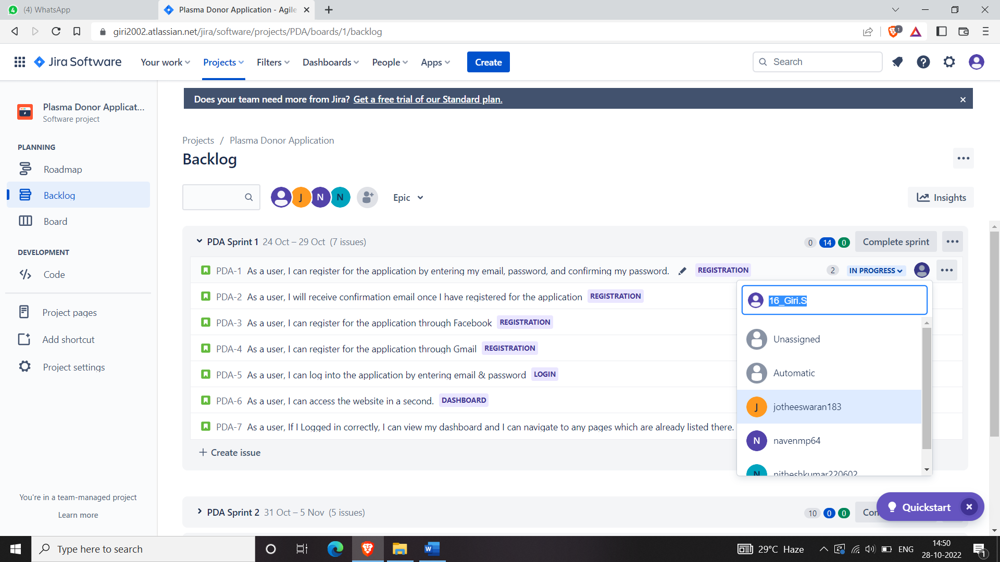 (4) WhatsApp
Plasma Donor Application - Agile
giri2002.atlassian.net/jira/software/projects/PDA/boards/1/backlog
1
Jira Software
Your work
Projects
Filters
Dashboards
People
Apps
Create
Search
Does your team need more from Jira? Get a free trial of our Standard plan.
Plasma Donor Applicat...
Software project
PLANNING
Roadmap
Backlog
Board
DEVELOPMENT
Code
Project pages
Add shortcut
Project settings
You're in a team-managed project
Learn more
Projects / Plasma Donor Application
Backlog
J N N
Epic
Insights
PDA Sprint 1 24 Oct – 29 Oct (7 issues)
0 14 0
Complete sprint
PDA-1 As a user, I can register for the application by entering my email, password, and confirming my password. REGISTRATION 2 IN PROGRESS
PDA-2 As a user, I will receive confirmation email once I have registered for the application REGISTRATION
PDA-3 As a user, I can register for the application through Facebook REGISTRATION
PDA-4 As a user, I can register for the application through Gmail REGISTRATION
PDA-5 As a user, I can log into the application by entering email & password LOGIN
PDA-6 As a user, I can access the website in a second. DASHBOARD
PDA-7 As a user, If I Logged in correctly, I can view my dashboard and I can navigate to any pages which are already listed there.
+ Create issue
16_Giri.S
Unassigned
Automatic
J jotheeswaran183
N navenmp64
N nitheshkumar220602
PDA Sprint 2 31 Oct – 5 Nov (5 issues)
10 0 0
Con
Quickstart
Type here to search
29°C Haze
ENG
14:50
28-10-2022
1